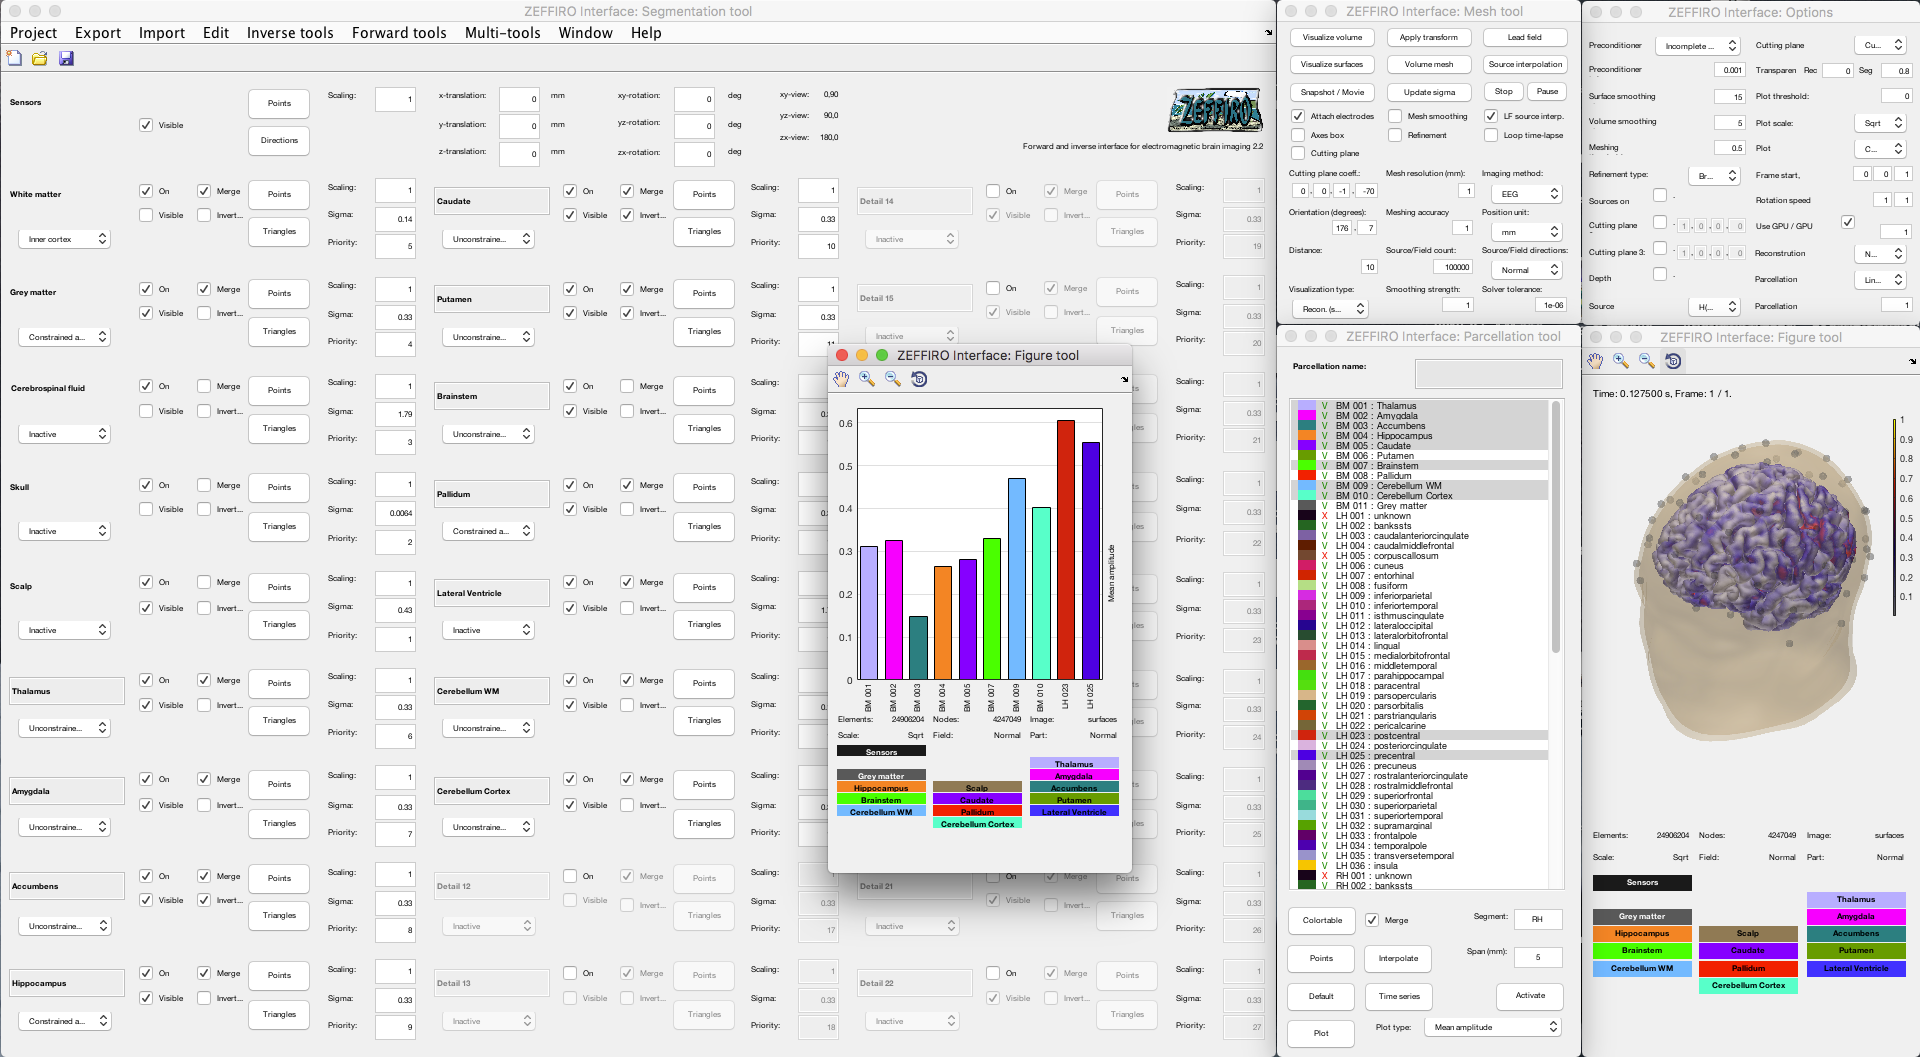 ZEFFIRO Interface: Segmentation tool
Project Export Import Edit Inverse tools Forward tools Multi-tools Window Help
Sensors
Visible
Points
Directions
Scaling: 1
x-translation: 0 mm
y-translation: 0 mm
z-translation: 0 mm
xy-rotation: 0 deg
yz-rotation: 0 deg
zx-rotation: 0 deg
xy-view: 0,90
yz-view: 90,0
zx-view: 180,0
ZEFFIRO
Forward and inverse interface for electromagnetic brain imaging 2.2
White matter On Merge Visible Invert... Points Triangles Inner cortex Scaling: 1 Sigma: 0.14 Priority: 5
Grey matter On Merge Visible Invert... Points Triangles Constrained a... Scaling: 1 Sigma: 0.33 Priority: 4
Cerebrospinal fluid On Merge Visible Invert... Points Triangles Inactive Scaling: 1 Sigma: 1.79 Priority: 3
Skull On Merge Visible Invert... Points Triangles Inactive Scaling: 1 Sigma: 0.0064 Priority: 2
Scalp On Merge Visible Invert... Points Triangles Inactive Scaling: 1 Sigma: 0.43 Priority: 1
Thalamus On Merge Visible Invert... Points Triangles Unconstraine... Scaling: 1 Sigma: 0.33 Priority: 6
Amygdala On Merge Visible Invert... Points Triangles Unconstraine... Scaling: 1 Sigma: 0.33 Priority: 7
Accumbens On Merge Visible Invert... Points Triangles Unconstraine... Scaling: 1 Sigma: 0.33 Priority: 8
Hippocampus On Merge Visible Invert... Points Triangles Constrained a... Scaling: 1 Sigma: 0.33 Priority: 9
Caudate On Merge Visible Invert... Points Triangles Unconstraine... Scaling: 1 Sigma: 0.33 Priority: 10
Putamen On Merge Visible Invert... Points Triangles Unconstraine... Scaling: 1 Sigma: 0.33 Priority:
Brainstem On Merge Visible Invert... Points Triangles Unconstraine... Scaling: Sigma: Priority:
Pallidum On Merge Visible Invert... Points Triangles Constrained a... Scaling: Sigma: Priority:
Lateral Ventricle On Merge Visible Invert... Points Triangles Inactive Scaling: Sigma: Priority:
Cerebellum WM On Merge Visible Invert... Points Triangles Unconstraine... Scaling: Sigma: Priority:
Cerebellum Cortex On Merge Visible Invert... Points Triangles Unconstraine... Scaling: Sigma: Priority:
Detail 12 On Merge Visible Invert... Points Triangles Inactive Scaling: 1 Sigma: 0.33 Priority: 17
Detail 13 On Merge Visible Invert... Points Triangles Inactive Scaling: 1 Sigma: 0.33 Priority: 18
Detail 14 On Merge Visible Invert... Points Triangles Inactive Scaling: 1 Sigma: 0.33 Priority: 19
Detail 15 On Merge Visible Invert... Points Triangles Inactive Scaling: 1 Sigma: 0.33 Priority: 20
Scaling: 1 Sigma: 0.33 Priority: 21
Scaling: 1 Sigma: 0.33 Priority: 22
Scaling: 1 Sigma: 0.33 Priority: 23
Scaling: 1 Sigma: 0.33 Priority: 24
Scaling: 1 Sigma: 0.33 Priority: 25
Detail 21 On Merge Visible Invert... Points Triangles Inactive Scaling: 1 Sigma: 0.33 Priority: 26
Detail 22 On Merge Visible Invert... Points Triangles Inactive Scaling: 1 Sigma: 0.33 Priority: 27
ZEFFIRO Interface: Figure tool
0.6
0.5
0.4
0.3
0.2
0.1
0
Mean amplitude
BM 001 BM 002 BM 003 BM 004 BM 005 BM 007 BM 009 BM 010 LH 023 LH 025
Elements: 24906204 Nodes: 4247049 Image: surfaces
Scale: Sqrt Field: Normal Part: Normal
Sensors
Thalamus
Grey matter Amygdala
Hippocampus Scalp Accumbens
Brainstem Caudate Putamen
Cerebellum WM Pallidum Lateral Ventricle
Cerebellum Cortex
ZEFFIRO Interface: Mesh tool
Visualize volume Apply transform Lead field
Visualize surfaces Volume mesh Source interpolation
Snapshot / Movie Update sigma Stop Pause
Attach electrodes Mesh smoothing LF source interp.
Axes box Refinement Loop time-lapse
Cutting plane
Cutting plane coeff.: Mesh resolution (mm): Imaging method:
0 , 0 , -1 , -70 1 EEG
Orientation (degrees): Meshing accuracy Position unit:
176 , 7 1 mm
Distance: Source/Field count: Source/Field directions:
10 100000 Normal
Visualization type: Smoothing strength: Solver tolerance:
Recon. (s... 1 1e-06
ZEFFIRO Interface: Options
Preconditioner Incomplete ... Cutting plane Cu...
Preconditioner 0.001 Transparen Rec 0 Seg 0.8
Surface smoothing 15 Plot threshold: 0
Volume smoothing 5 Plot scale: Sqrt
Meshing 0.5 Plot C...
Refinement type: Br... Frame start, 0 0 1
Sources on - Rotation speed 1 1
Cutting plane - 1 , 0 , 0 , 0 Use GPU / GPU 1
Cutting plane 3: - 1 , 0 , 0 , 0 Reconstrution N...
Depth - Parcellation Lin...
Source H(... Parcellation 1
ZEFFIRO Interface: Parcellation tool
Parcellation name:
V BM 001 : Thalamus
V BM 002 : Amygdala
V BM 003 : Accumbens
V BM 004 : Hippocampus
V BM 005 : Caudate
V BM 006 : Putamen
V BM 007 : Brainstem
V BM 008 : Pallidum
V BM 009 : Cerebellum WM
V BM 010 : Cerebellum Cortex
V BM 011 : Grey matter
X LH 001 : unknown
V LH 002 : bankssts
V LH 003 : caudalanteriorcingulate
V LH 004 : caudalmiddlefrontal
X LH 005 : corpuscallosum
V LH 006 : cuneus
V LH 007 : entorhinal
V LH 008 : fusiform
V LH 009 : inferiorparietal
V LH 010 : inferiortemporal
V LH 011 : isthmuscingulate
V LH 012 : lateraloccipital
V LH 013 : lateralorbitofrontal
V LH 014 : lingual
V LH 015 : medialorbitofrontal
V LH 016 : middletemporal
V LH 017 : parahippocampal
V LH 018 : paracentral
V LH 019 : parsopercularis
V LH 020 : parsorbitalis
V LH 021 : parstriangularis
V LH 022 : pericalcarine
V LH 023 : postcentral
V LH 024 : posteriorcingulate
V LH 025 : precentral
V LH 026 : precuneus
V LH 027 : rostralanteriorcingulate
V LH 028 : rostralmiddlefrontal
V LH 029 : superiorfrontal
V LH 030 : superiorparietal
V LH 031 : superiortemporal
V LH 032 : supramarginal
V LH 033 : frontalpole
V LH 034 : temporalpole
V LH 035 : transversetemporal
V LH 036 : insula
X RH 001 : unknown
V RH 002 : bankssts
Colortable Merge Segment: RH
Points Interpolate Span (mm): 5
Default Time series Activate
Plot Plot type: Mean amplitude
ZEFFIRO Interface: Figure tool
Time: 0.127500 s, Frame: 1 / 1.
1
0.9
0.8
0.7
0.6
0.5
0.4
0.3
0.2
0.1
Elements: 24906204 Nodes: 4247049 Image: surfaces
Scale: Sqrt Field: Normal Part: Normal
Sensors
Thalamus
Grey matter Amygdala
Hippocampus Scalp Accumbens
Brainstem Caudate Putamen
Cerebellum WM Pallidum Lateral Ventricle
Cerebellum Cortex